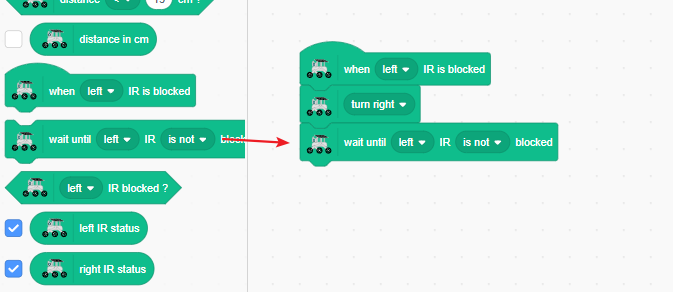 distance < 15 cm ?
distance in cm
when left IR is blocked
wait until left IR is not block
left IR blocked ?
left IR status
right IR status
when left IR is blocked
turn right
wait until left IR is not blocked